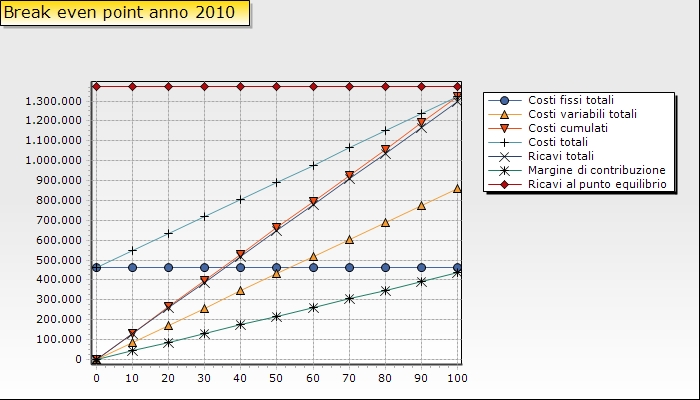 Break even point anno 2010
1.300.000
1.200.000
1.100.000
1.000.000
900.000
800.000
700.000
600.000
500.000
400.000
300.000
200.000
100.000
0
0 10 20 30 40 50 60 70 80 90 100
Costi fissi totali
Costi variabili totali
Costi cumulati
Costi totali
Ricavi totali
Margine di contribuzione
Ricavi al punto equilibrio